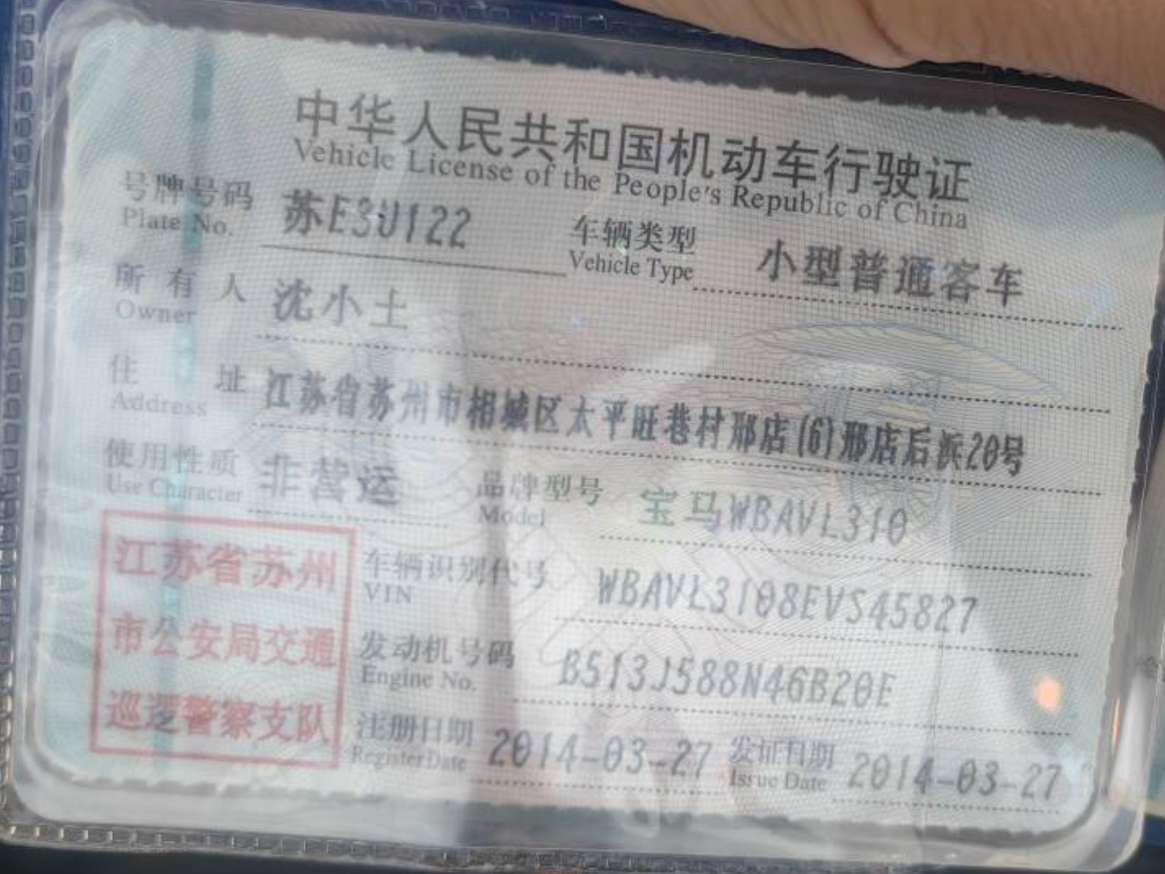 中华人民共和国机动车行驶证
Vehicle License of the People's Republic of China
号牌号码 苏E3U122 车辆类型 小型普通客车
Plate No. Vehicle Type
所有人 沈小土
Owner
住址 江苏省苏州市相城区太平旺巷村邢店(6)邢店后浜20号
Address
使用性质 非营运 品牌型号 宝马WBAVL310
Use Character Model
江苏省苏州
市公安局交通
巡逻警察支队
车辆识别代号 WBAVL3108EVS45827
VIN
发动机号码 B513J588N46B20E
Engine No.
注册日期 2014-03-27 发证日期 2014-03-27
Register Date Issue Date